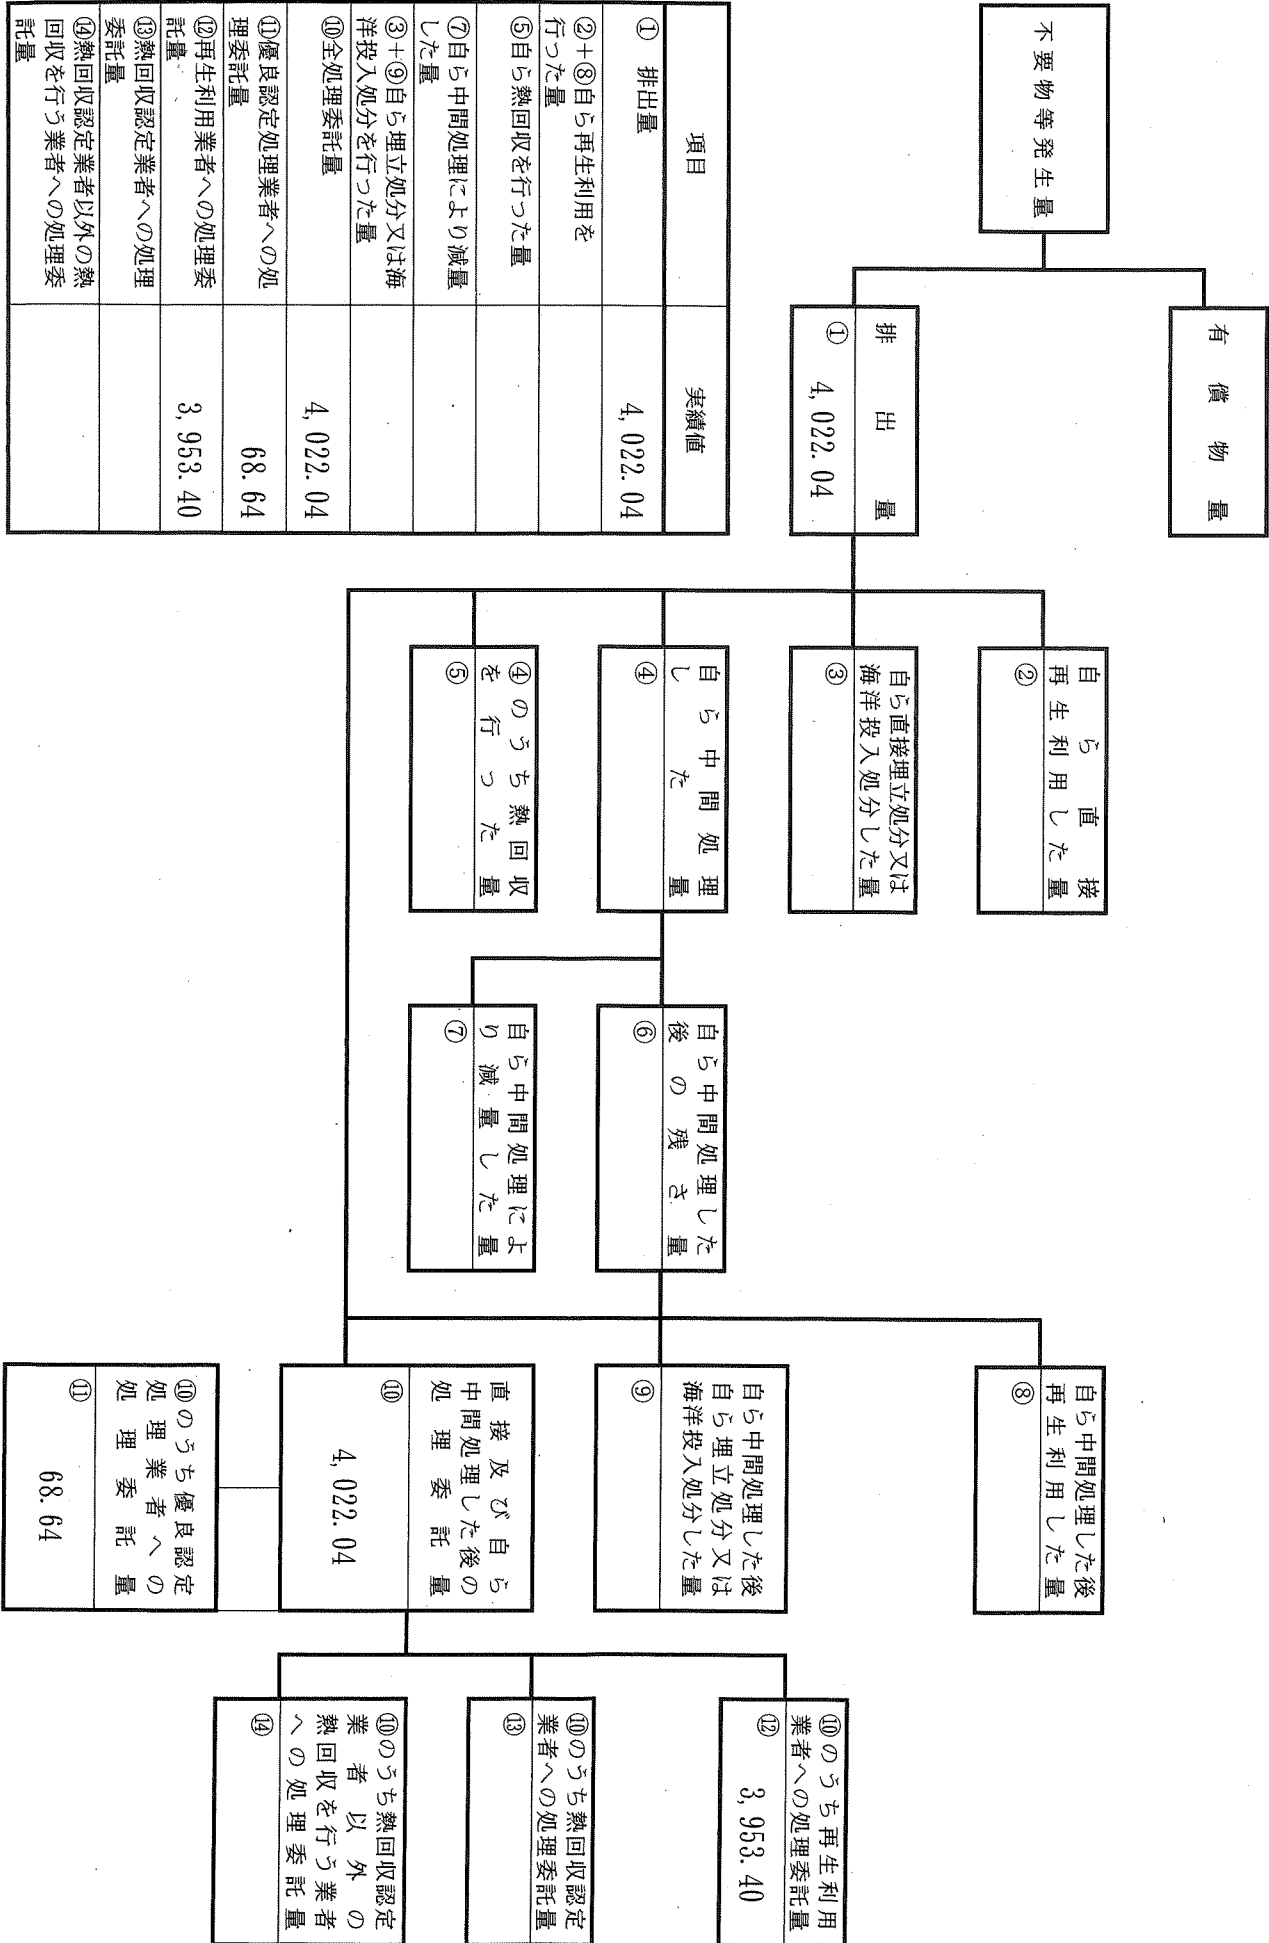 不要物等発生量
有償物量
排出量
① 4,022.04
自ら直接
再生利用した量
②
自ら直接埋立処分又は
海洋投入処分した量
③
自ら中間処理
した量
④
④のうち熱回収
を行った量
⑤
自ら中間処理した
後の残さ量
⑥
自ら中間処理によ
り減量した量
⑦
自ら中間処理した後
再生利用した量
⑧
自ら中間処理した後
自ら埋立処分又は
海洋投入処分した量
⑨
直接及び自ら
中間処理した後の
処理委託量
⑩
4,022.04
⑩のうち優良認定
処理業者への
処理委託量
⑪
68.64
⑩のうち再生利用
業者への処理委託量
⑫
3,953.40
⑩のうち熱回収認定
業者への処理委託量
⑬
⑩のうち熱回収認定
業者以外の
熱回収を行う業者
への処理委託量
⑭
項目 実績値
① 排出量 4,022.04
②+⑧自ら再生利用を
行った量
⑤自ら熱回収を行った量
⑦自ら中間処理により減量
した量
③+⑨自ら埋立処分又は海
洋投入処分を行った量
⑩全処理委託量 4,022.04
⑪優良認定処理業者への処
理委託量 68.64
⑫再生利用業者への処理委
託量 3,953.40
⑬熱回収認定業者への処理
委託量
⑭熱回収認定業者以外の熱
回収を行う業者への処理委
託量